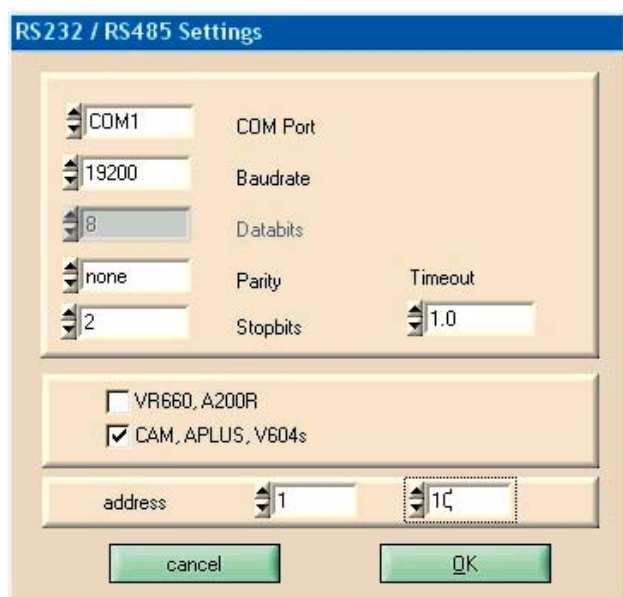 RS232 / RS485 Settings
COM1 COM Port
19200 Baudrate
8 Databits
none Parity Timeout
2 Stopbits 1.0
VR660, A200R
CAM, APLUS, V604s
address 1
cancel OK